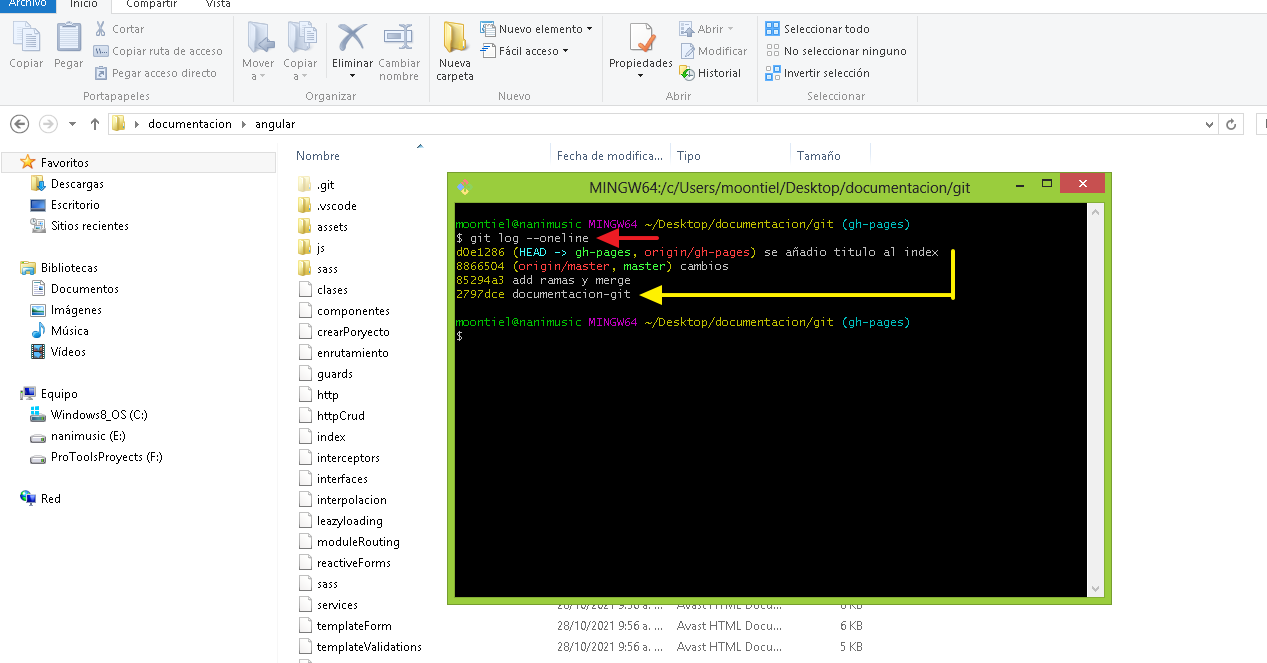 Archivo Inicio Compartir Vista
Copiar
Pegar
Cortar
Copiar ruta de acceso
Pegar acceso directo
Portapapeles
Mover a
Copiar a
Eliminar
Cambiar nombre
Organizar
Nueva carpeta
Nuevo elemento
Fácil acceso
Nuevo
Propiedades
Abrir
Modificar
Historial
Abrir
Seleccionar todo
No seleccionar ninguno
Invertir selección
Seleccionar
documentacion angular
Favoritos
Descargas
Escritorio
Sitios recientes
Bibliotecas
Documentos
Imágenes
Música
Vídeos
Equipo
Windows8_OS (C:)
nanimusic (E:)
ProToolsProyects (F:)
Red
Nombre Fecha de modifica... Tipo Tamaño
.git
.vscode
assets
js
sass
clases
componentes
crearPoryecto
enrutamiento
guards
http
httpCrud
index
interceptors
interfaces
interpolacion
leazyloading
moduleRouting
reactiveForms
sass
services 28/10/2021 9:56 a. ... Avast HTML Docu... 6 KB
templateForm 28/10/2021 9:56 a. ... Avast HTML Docu... 6 KB
templateValidations 28/10/2021 9:56 a. ... Avast HTML Docu... 5 KB
MINGW64:/c/Users/moontiel/Desktop/documentacion/git
moontiel@nanimusic MINGW64 ~/Desktop/documentacion/git (gh-pages)
$ git log --oneline
d0e1286 (HEAD -> gh-pages, origin/gh-pages) se añadio titulo al index
8866504 (origin/master, master) cambios
85294a3 add ramas y merge
2797dce documentacion-git
moontiel@nanimusic MINGW64 ~/Desktop/documentacion/git (gh-pages)
$